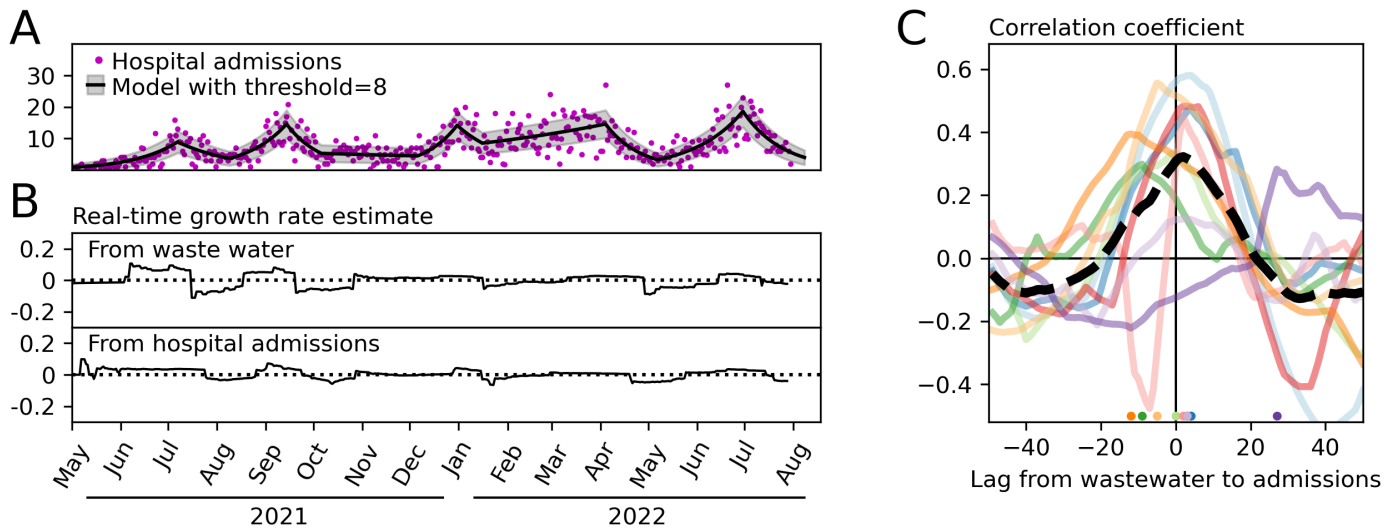 A
Hospital admissions
Model with threshold=8
30
20
10
B
Real-time growth rate estimate
From waste water
0.2
0
-0.2
From hospital admissions
0.2
0
-0.2
May Jun Jul Aug Sep Oct Nov Dec Jan Feb Mar Apr May Jun Jul Aug
2021 2022
C
Correlation coefficient
0.6
0.4
0.2
0.0
−0.2
−0.4
−40 −20 0 20 40
Lag from wastewater to admissions